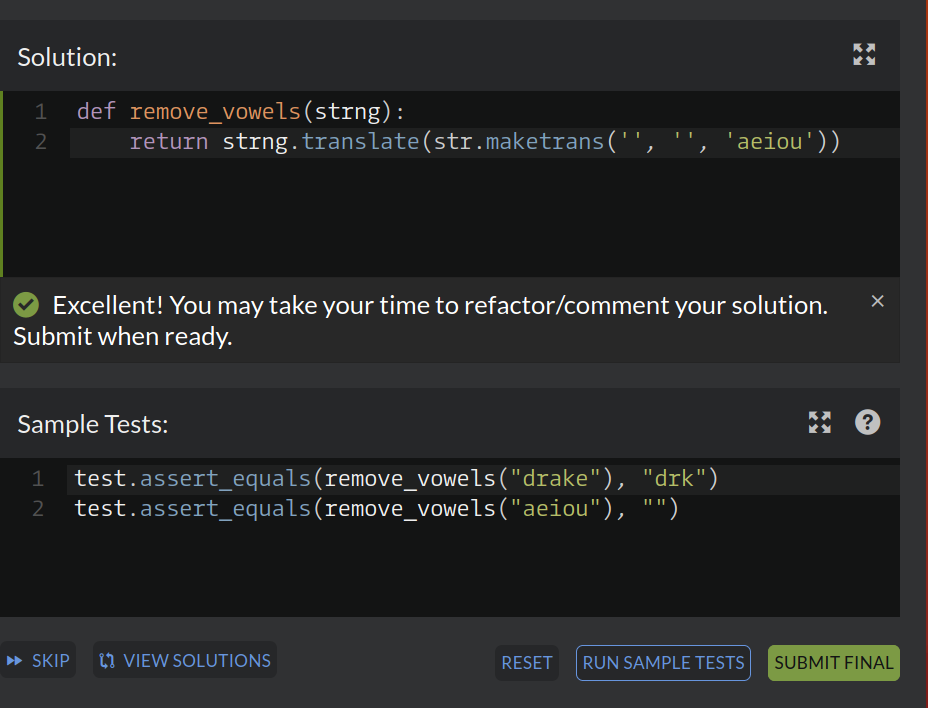 Solution:
1 def remove_vowels(strng):
2     return strng.translate(str.maketrans('', '', 'aeiou'))
Excellent! You may take your time to refactor/comment your solution. ×
Submit when ready.
Sample Tests: ?
1 test.assert_equals(remove_vowels("drake"), "drk")
2 test.assert_equals(remove_vowels("aeiou"), "")
SKIP VIEW SOLUTIONS RESET RUN SAMPLE TESTS SUBMIT FINAL